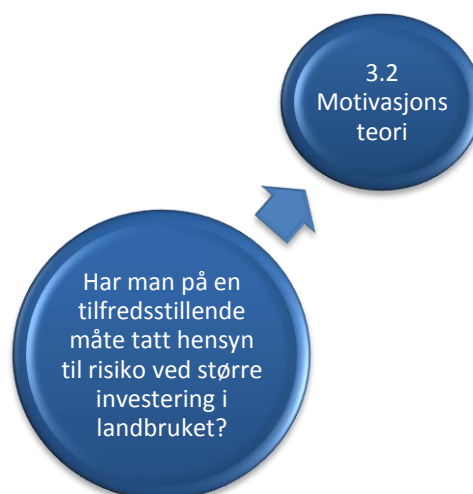 3.2
Motivasjons
teori
Har man på en
tilfredsstillende
måte tatt hensyn
til risiko ved større
investering i
landbruket?